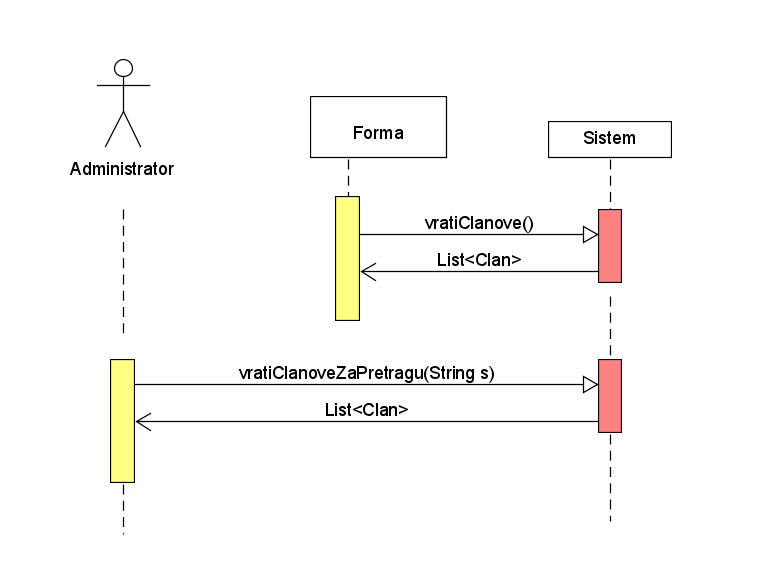 Forma
Sistem
Administrator
vratiClanove()
List<Clan>
vratiClanoveZaPretragu(String s)
List<Clan>